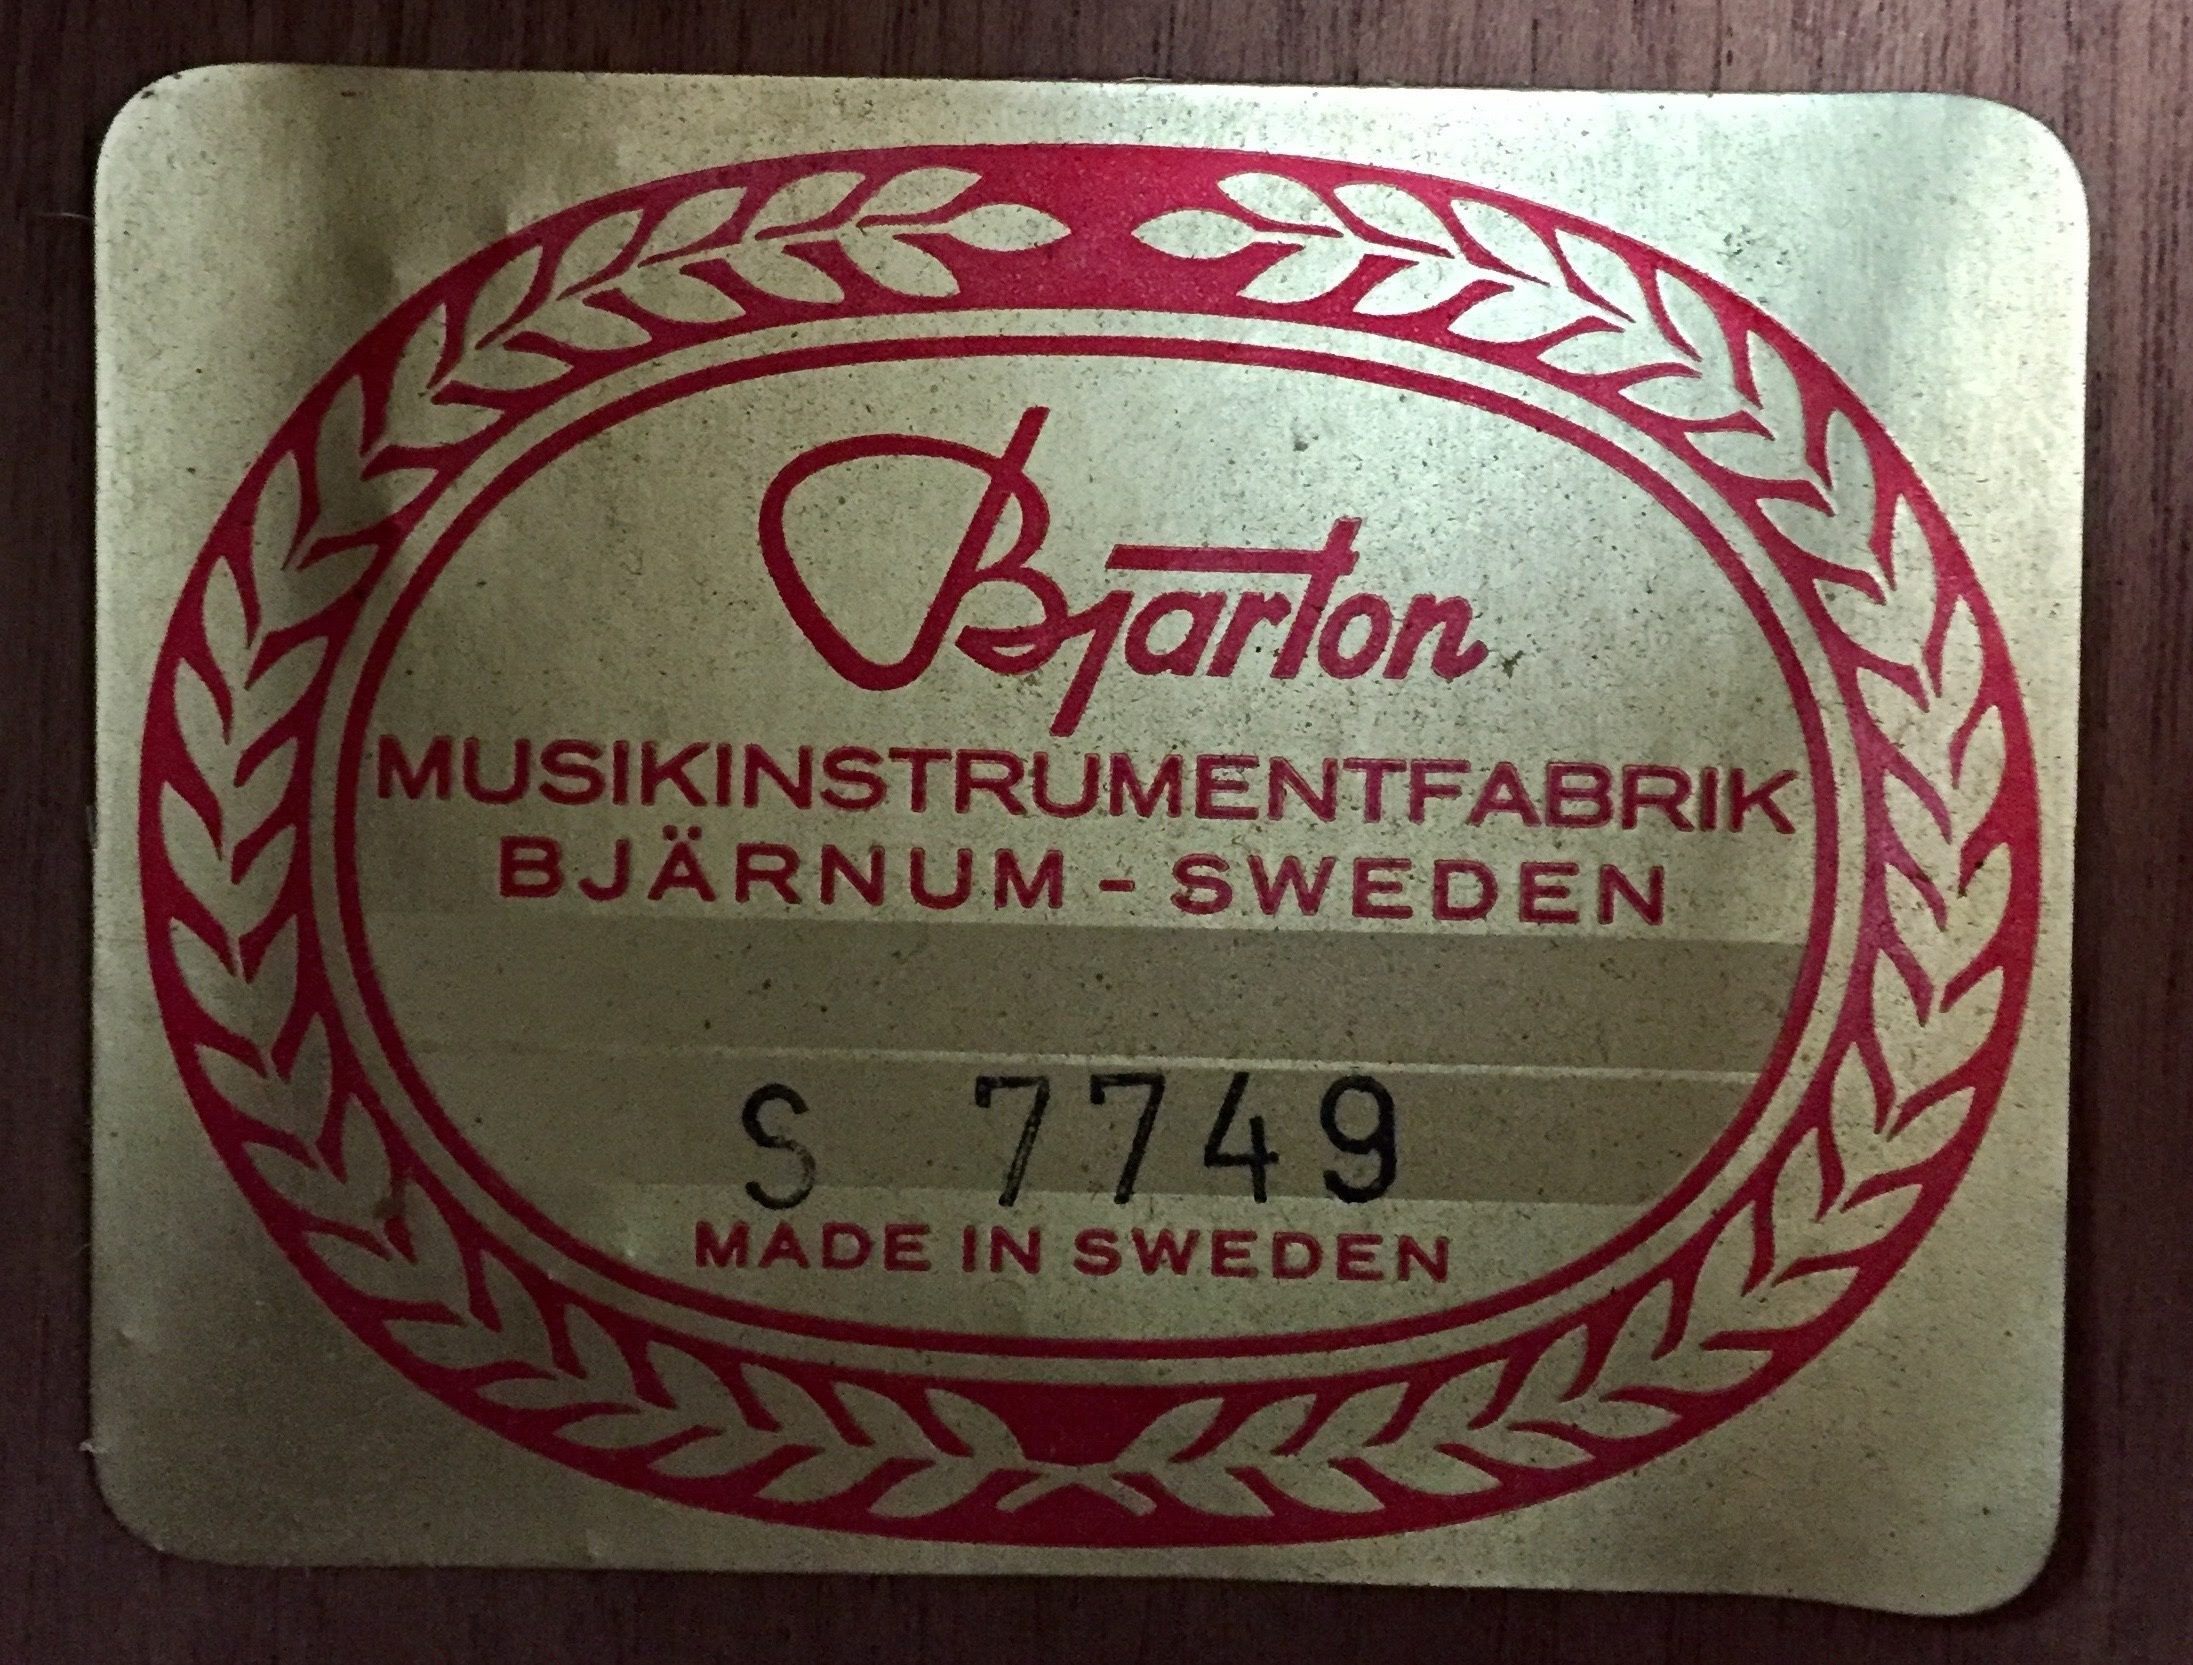 Bjarton
MUSIKINSTRUMENTFABRIK
BJÄRNUM - SWEDEN
S 7749
MADE IN SWEDEN